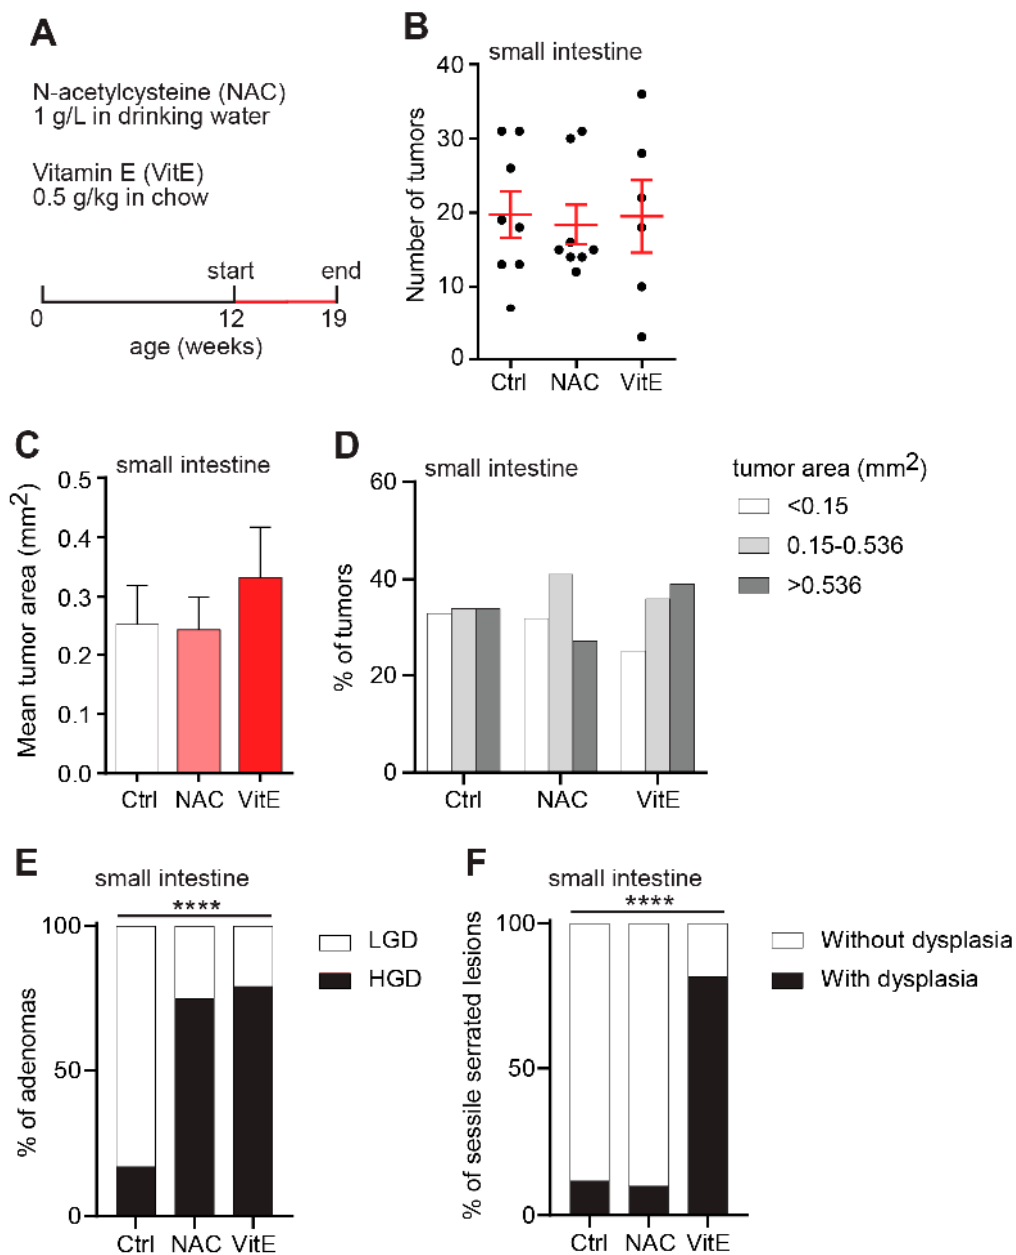 A
N-acetylcysteine (NAC)
1 g/L in drinking water
Vitamin E (VitE)
0.5 g/kg in chow
start
end
0
12
19
age (weeks)
B
small intestine
Number of tumors
40
30
20
10
0
Ctrl
NAC
VitE
C
small intestine
Mean tumor area (mm2)
0.5
0.4
0.3
0.2
0.1
0.0
Ctrl
NAC
VitE
D
small intestine
% of tumors
60
40
20
0
Ctrl
NAC
VitE
tumor area (mm2)
<0.15
0.15-0.536
>0.536
E
small intestine
****
% of adenomas
100
50
0
Ctrl
NAC
VitE
LGD
HGD
F
small intestine
****
% of sessile serrated lesions
100
50
0
Ctrl
NAC
VitE
Without dysplasia
With dysplasia